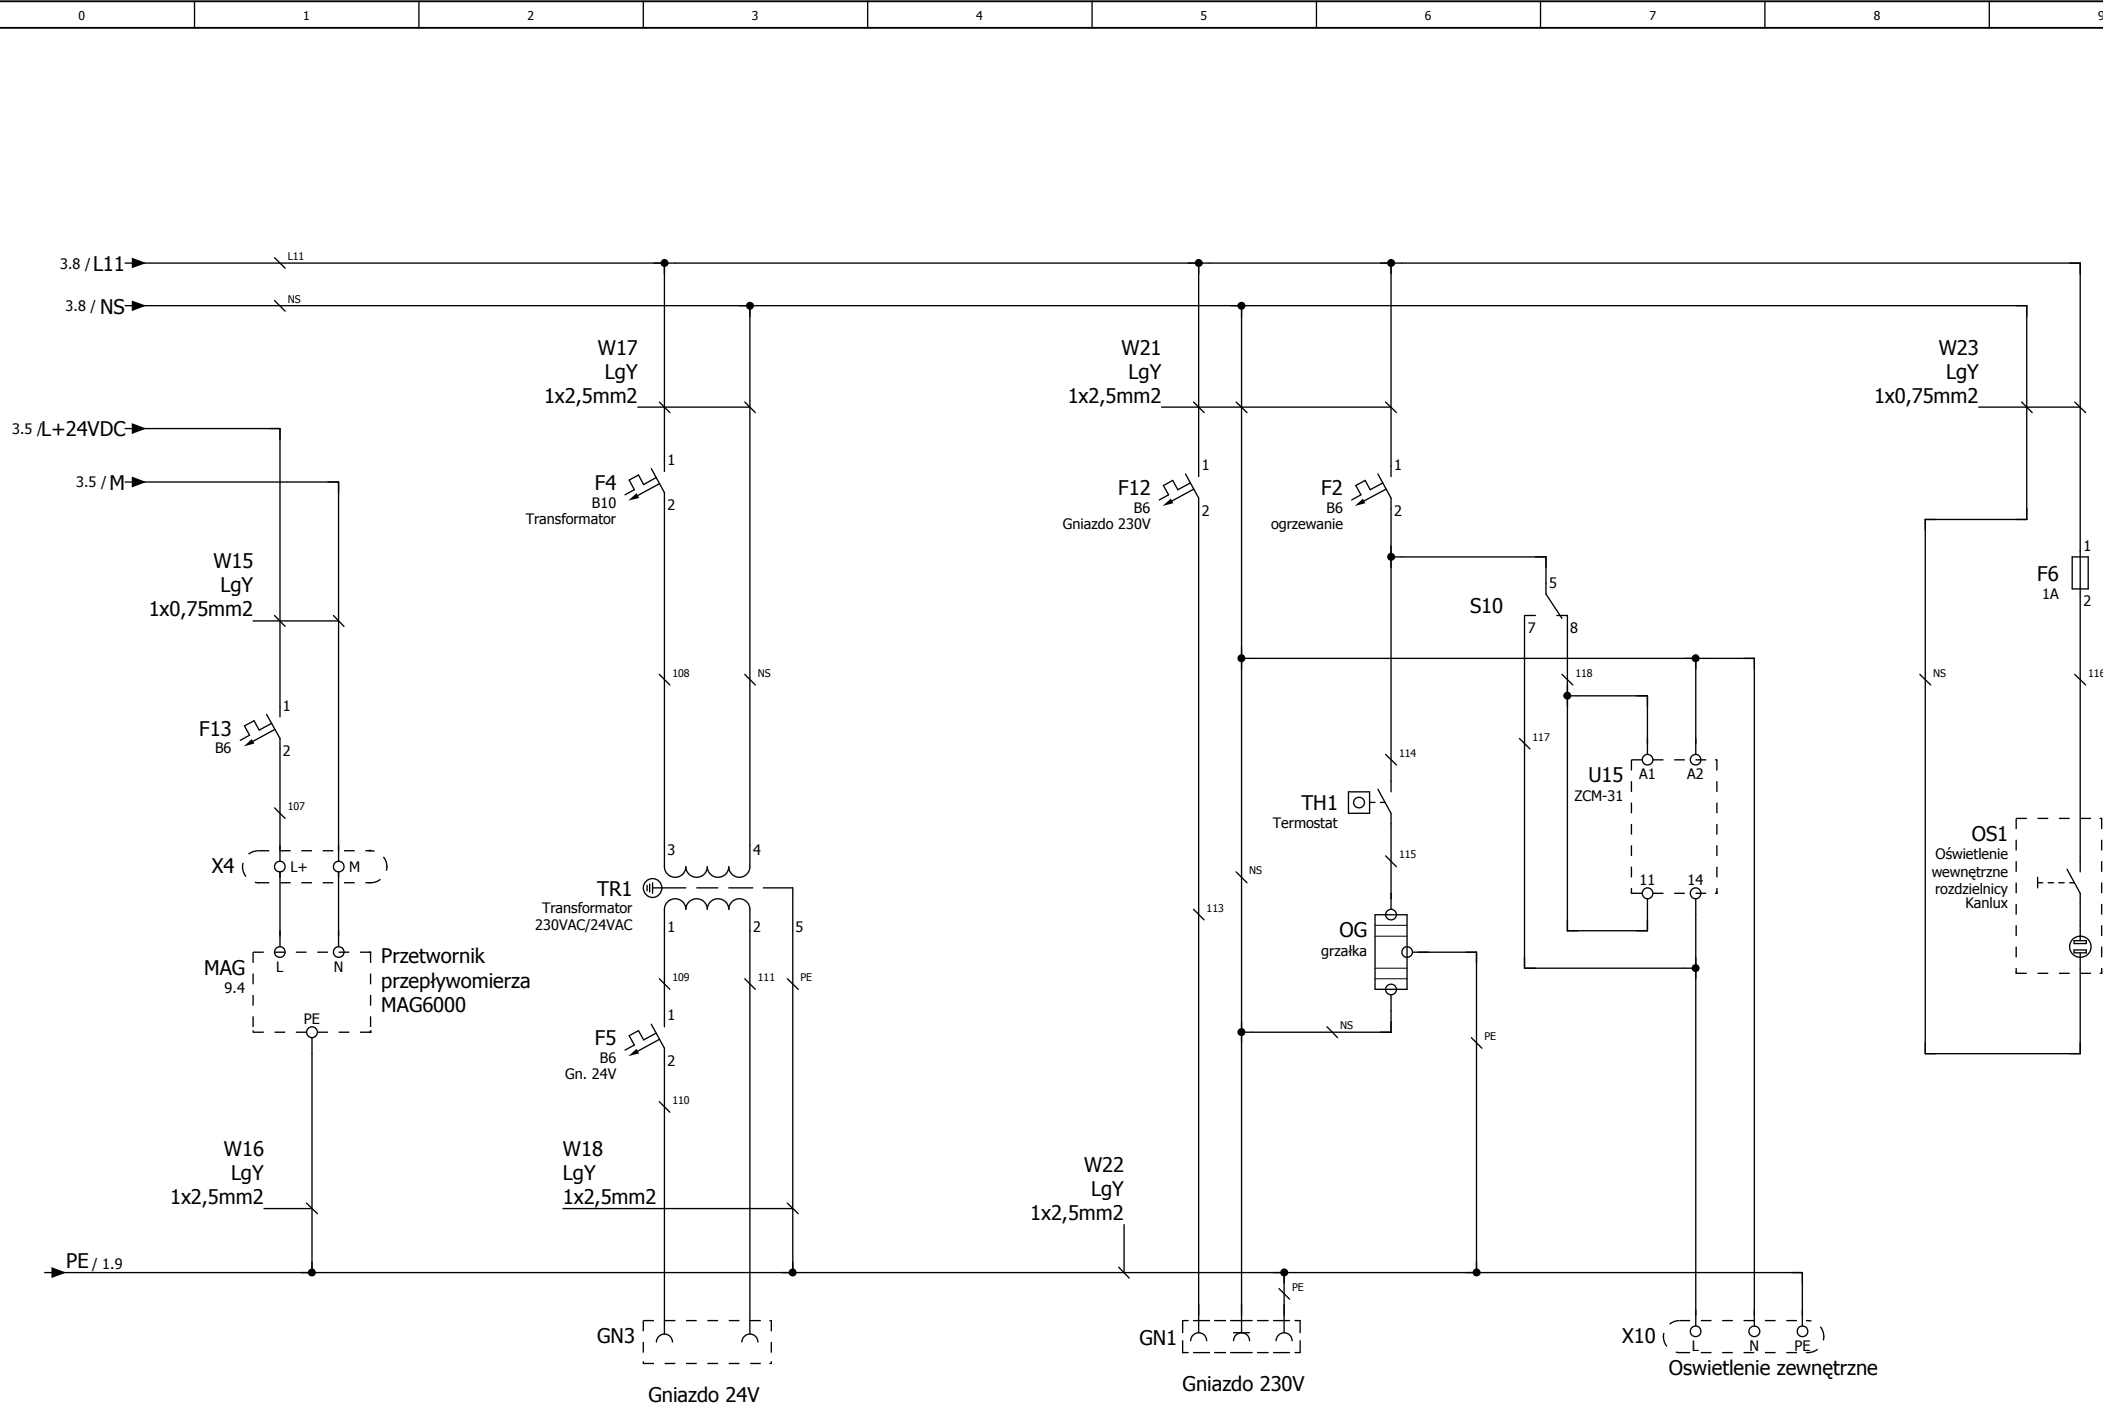 0 1 2 3 4 5 6 7 8 9
3.8 / L11
L11
3.8 / NS
NS
W17
LgY
1x2,5mm2
W21
LgY
1x2,5mm2
W23
LgY
1x0,75mm2
3.5 /L+24VDC
3.5 / M
1
F4
B10
2
Transformator
1
F12
B6
2
Gniazdo 230V
1
F2
B6
2
ogrzewanie
W15
LgY
1x0,75mm2
1
F6
1A
2
5
S10
7
8
108
NS
118
NS
116
1
F13
B6
2
117
114
U15
ZCM-31
A1
A2
11
14
107
TH1
Termostat
115
X4
L+
M
3
4
TR1
Transformator
230VAC/24VAC
1
2
5
NS
113
OG
grzałka
OS1
Oświetlenie
wewnętrzne
rozdzielnicy
Kanlux
MAG
9.4
L
N
PE
Przetwornik
przepływomierza
MAG6000
109
111
PE
1
F5
B6
2
Gn. 24V
110
NS
PE
W16
LgY
1x2,5mm2
W18
LgY
1x2,5mm2
W22
LgY
1x2,5mm2
PE / 1.9
PE
GN3
Gniazdo 24V
GN1
Gniazdo 230V
X10
L
N
PE
Oswietlenie zewnętrzne